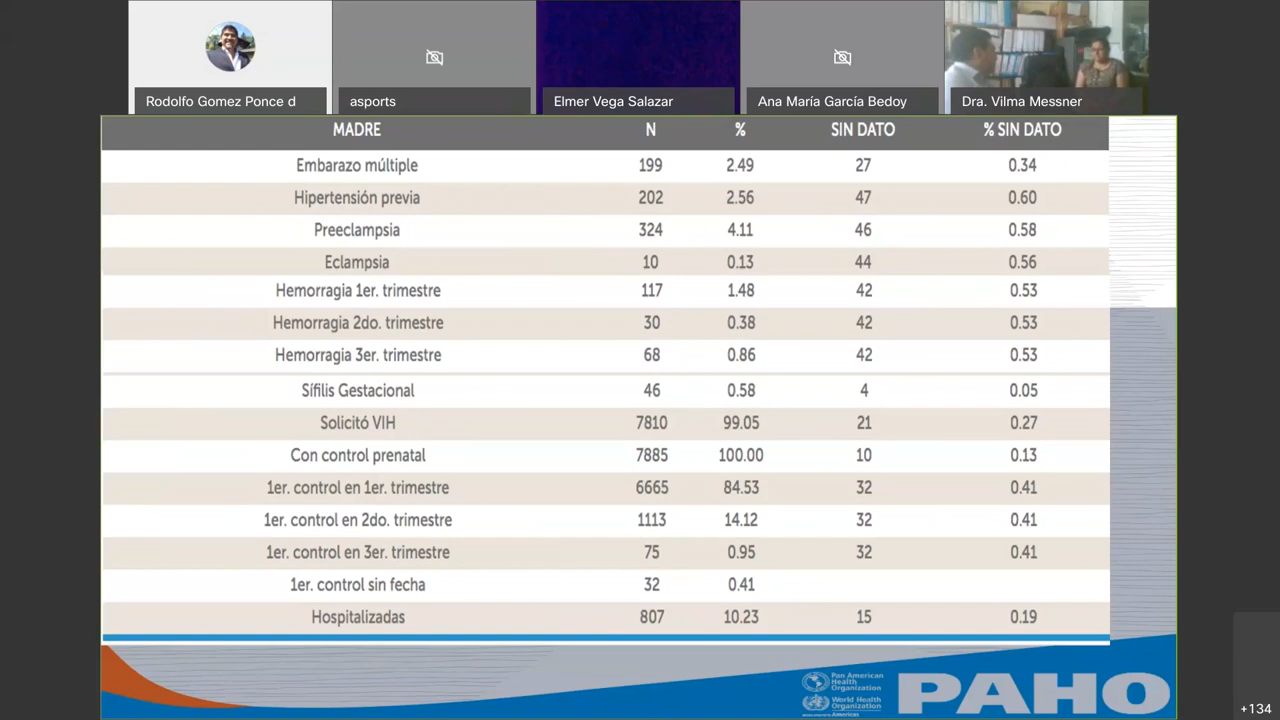 Rodolfo Gomez Ponce d
asports
Elmer Vega Salazar
Ana María García Bedoy
Dra. Vilma Messner
MADRE N % SIN DATO % SIN DATO
Embarazo múltiple 199 2.49 27 0.34
Hipertensión previa 202 2.56 47 0.60
Preeclampsia 324 4.11 46 0.58
Eclampsia 10 0.13 44 0.56
Hemorragia 1er. trimestre 117 1.48 42 0.53
Hemorragia 2do. trimestre 30 0.38 42 0.53
Hemorragia 3er. trimestre 68 0.86 42 0.53
Sífilis Gestacional 46 0.58 4 0.05
Solicitó VIH 7810 99.05 21 0.27
Con control prenatal 7885 100.00 10 0.13
1er. control en 1er. trimestre 6665 84.53 32 0.41
1er. control en 2do. trimestre 1113 14.12 32 0.41
1er. control en 3er. trimestre 75 0.95 32 0.41
1er. control sin fecha 32 0.41
Hospitalizadas 807 10.23 15 0.19
Pan American
Health
Organization
World Health
Organization
Americas
PAHO
+134